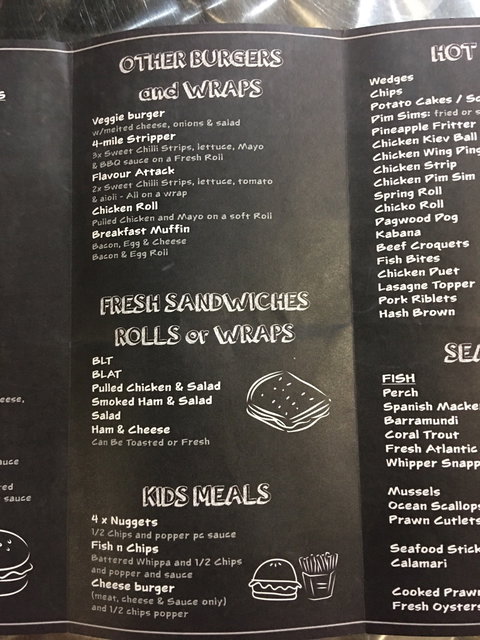 OTHER BURGERS
and WRAPS
Veggie burger
w/melted cheese, onions & salad
4-mile Stripper
3x Sweet Chilli Strips, lettuce, Mayo
& BBQ sauce on a Fresh Roll
Flavour Attack
2x Sweet Chilli Strips, lettuce, tomato
& aioli - All on a wrap
Chicken Roll
Pulled Chicken and Mayo on a soft Roll
Breakfast Muffin
Bacon, Egg & Cheese
Bacon & Egg Roll
FRESH SANDWICHES
ROLLS or WRAPS
BLT
BLAT
Pulled Chicken & Salad
Smoked Ham & Salad
Salad
Ham & Cheese
Can Be Toasted or Fresh
KIDS MEALS
4 x Nuggets
1/2 Chips and popper pc sauce
Fish n Chips
Battered Whippa and 1/2 Chips
and popper and sauce
Cheese burger
(meat, cheese & Sauce only)
and 1/2 chips popper
HOT
Wedges
Chips
Potato Cakes /
Dim Sims: fried or
Pineapple Fritter
Chicken Kiev Ball
Chicken Wing
Chicken Strip
Chicken Dim Sim
Spring Roll
Chicko Roll
Dagwood Dog
Kabana
Beef Croquets
Fish Bites
Chicken Duet
Lasagne Topper
Pork Riblets
Hash Brown
FISH
Perch
Spanish
Barramundi
Coral Trout
Fresh Atlantic
Whipper
Mussels
Ocean
Prawn Cutlets
Seafood
Calamari
Cooked
Fresh Oysters
sauce